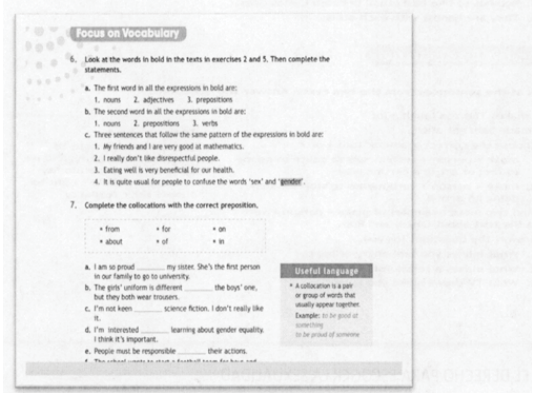 Focus on Vocabulary
6. Look at the words in bold in the texts in exercises 2 and 5. Then complete the
statements.
a. The first word in all the expressions in bold are:
1. nouns 2. adjectives 3. prepositions
b. The second word in all the expressions in bold are:
1. nouns 2. prepositions 3. verbs
c. Three sentences that follow the same pattern of the expressions in bold are:
1. My friends and I are very good at mathematics.
2. I really don't like disrespectful people.
3. Eating well is very beneficial for our health.
4. It is quite usual for people to confuse the words 'sex' and 'gender'.
7. Complete the collocations with the correct preposition.
• from • for • on
• about • of • in
a. I am so proud ________ my sister. She's the first person
in our family to go to university.
b. The girls' uniform is different ________ the boys' one,
but they both wear trousers.
c. I'm not keen ________ science fiction. I don't really like
it.
d. I'm interested ________ learning about gender equality.
I think it's important.
e. People must be responsible ________ their actions.
Useful language
• A collocation is a pair
or group of words that
usually appear together.
Example: to be good at
something
to be proud of someone